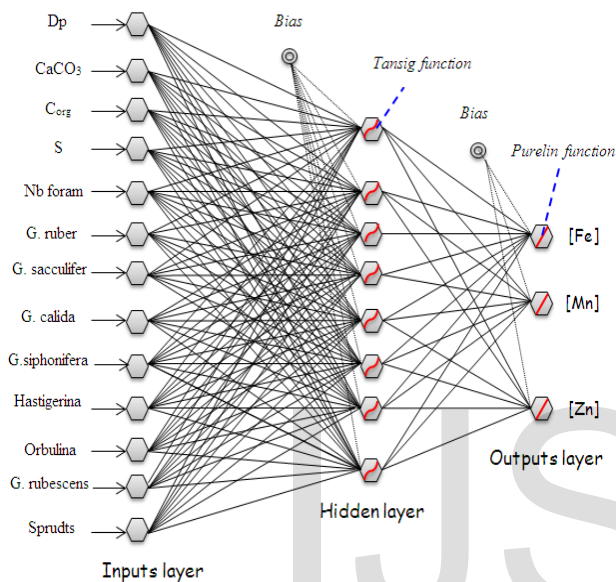 Dp
CaCO3
Corg
S
Nb foram
G. ruber
G. sacculifer
G. calida
G.siphonifera
Hastigerina
Orbulina
G. rubescens
Sprudts
Inputs layer
Bias
Tansig function
Hidden layer
Bias
Purelin function
[Fe]
[Mn]
[Zn]
Outputs layer
IJS